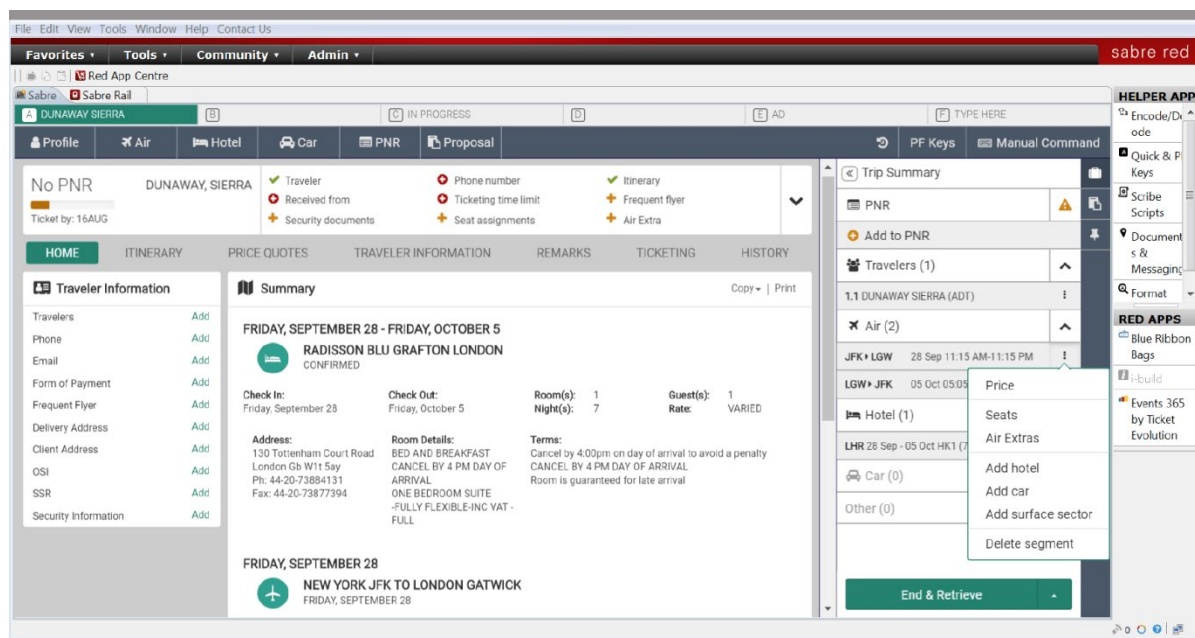 File Edit View Tools Window Help Contact Us
Favorites Tools Community Admin
sabre red
Red App Centre
Sabre Sabre Rail
A DUNAWAY SIERRA B C IN PROGRESS D E AD F TYPE HERE
Profile Air Hotel Car PNR Proposal PF Keys Manual Command
No PNR DUNAWAY, SIERRA
Ticket by: 16AUG
Traveler Phone number Itinerary
Received from Ticketing time limit Frequent flyer
Security documents Seat assignments Air Extra
HOME ITINERARY PRICE QUOTES TRAVELER INFORMATION REMARKS TICKETING HISTORY
Traveler Information
Travelers Add
Phone Add
Email Add
Form of Payment Add
Frequent Flyer Add
Delivery Address Add
Client Address Add
OSI Add
SSR Add
Security Information Add
Summary Copy | Print
FRIDAY, SEPTEMBER 28 - FRIDAY, OCTOBER 5
RADISSON BLU GRAFTON LONDON
CONFIRMED
Check In: Check Out: Room(s): 1 Guest(s): 1
Friday, September 28 Friday, October 5 Night(s): 7 Rate: VARIED
Address: Room Details: Terms:
130 Tottenham Court Road BED AND BREAKFAST Cancel by 4:00pm on day of arrival to avoid a penalty
London Gb W1t 5ay CANCEL BY 4 PM DAY OF CANCEL BY 4 PM DAY OF ARRIVAL
Ph: 44-20-73884131 ARRIVAL Room is guaranteed for late arrival
Fax: 44-20-73877394 ONE BEDROOM SUITE
-FULLY FLEXIBLE-INC VAT -
FULL
FRIDAY, SEPTEMBER 28
NEW YORK JFK TO LONDON GATWICK
FRIDAY, SEPTEMBER 28
Trip Summary
PNR
Add to PNR
Travelers (1)
1.1 DUNAWAY SIERRA (ADT)
Air (2)
JFK LGW 28 Sep 11:15 AM-11:15 PM
LGW JFK 05 Oct 05:05
Hotel (1)
LHR 28 Sep - 05 Oct HK1 (7
Car (0)
Other (0)
Price
Seats
Air Extras
Add hotel
Add car
Add surface sector
Delete segment
End & Retrieve
HELPER APP
Encode/De
ode
Quick & P
Keys
Scribe
Scripts
Document
s &
Messaging
Format
RED APPS
Blue Ribbon
Bags
i-build
Events 365
by Ticket
Evolution
0